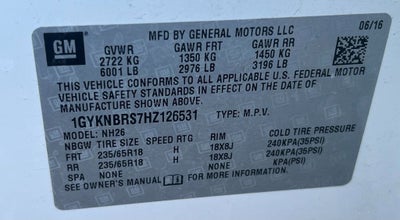 MFD BY GENERAL MOTORS LLC 06/16
GM
GVWR GAWR FRT GAWR RR
2722 KG 1350 KG 1450 KG
6001 LB 2976 LB 3196 LB
THIS VEHICLE CONFORMS TO ALL APPLICABLE U.S. FEDERAL MOTOR
VEHICLE SAFETY STANDARDS IN EFFECT ON THE DATE OF
MANUFACTURE SHOWN ABOVE.
1GYKNBRS7HZ126531 TYPE: M.P.V.
MODEL: NH26
NBGW TIRE SIZE SPEED RTG RIM COLD TIRE PRESSURE
FRT 235/65R18 H 18X8J 240KPA(35PSI)
RR 235/65R18 H 18X8J 240KPA(35PSI)
KPA(PSI)
SEE OWNER'S MANUAL FOR ADDITIONAL INFORMATION.